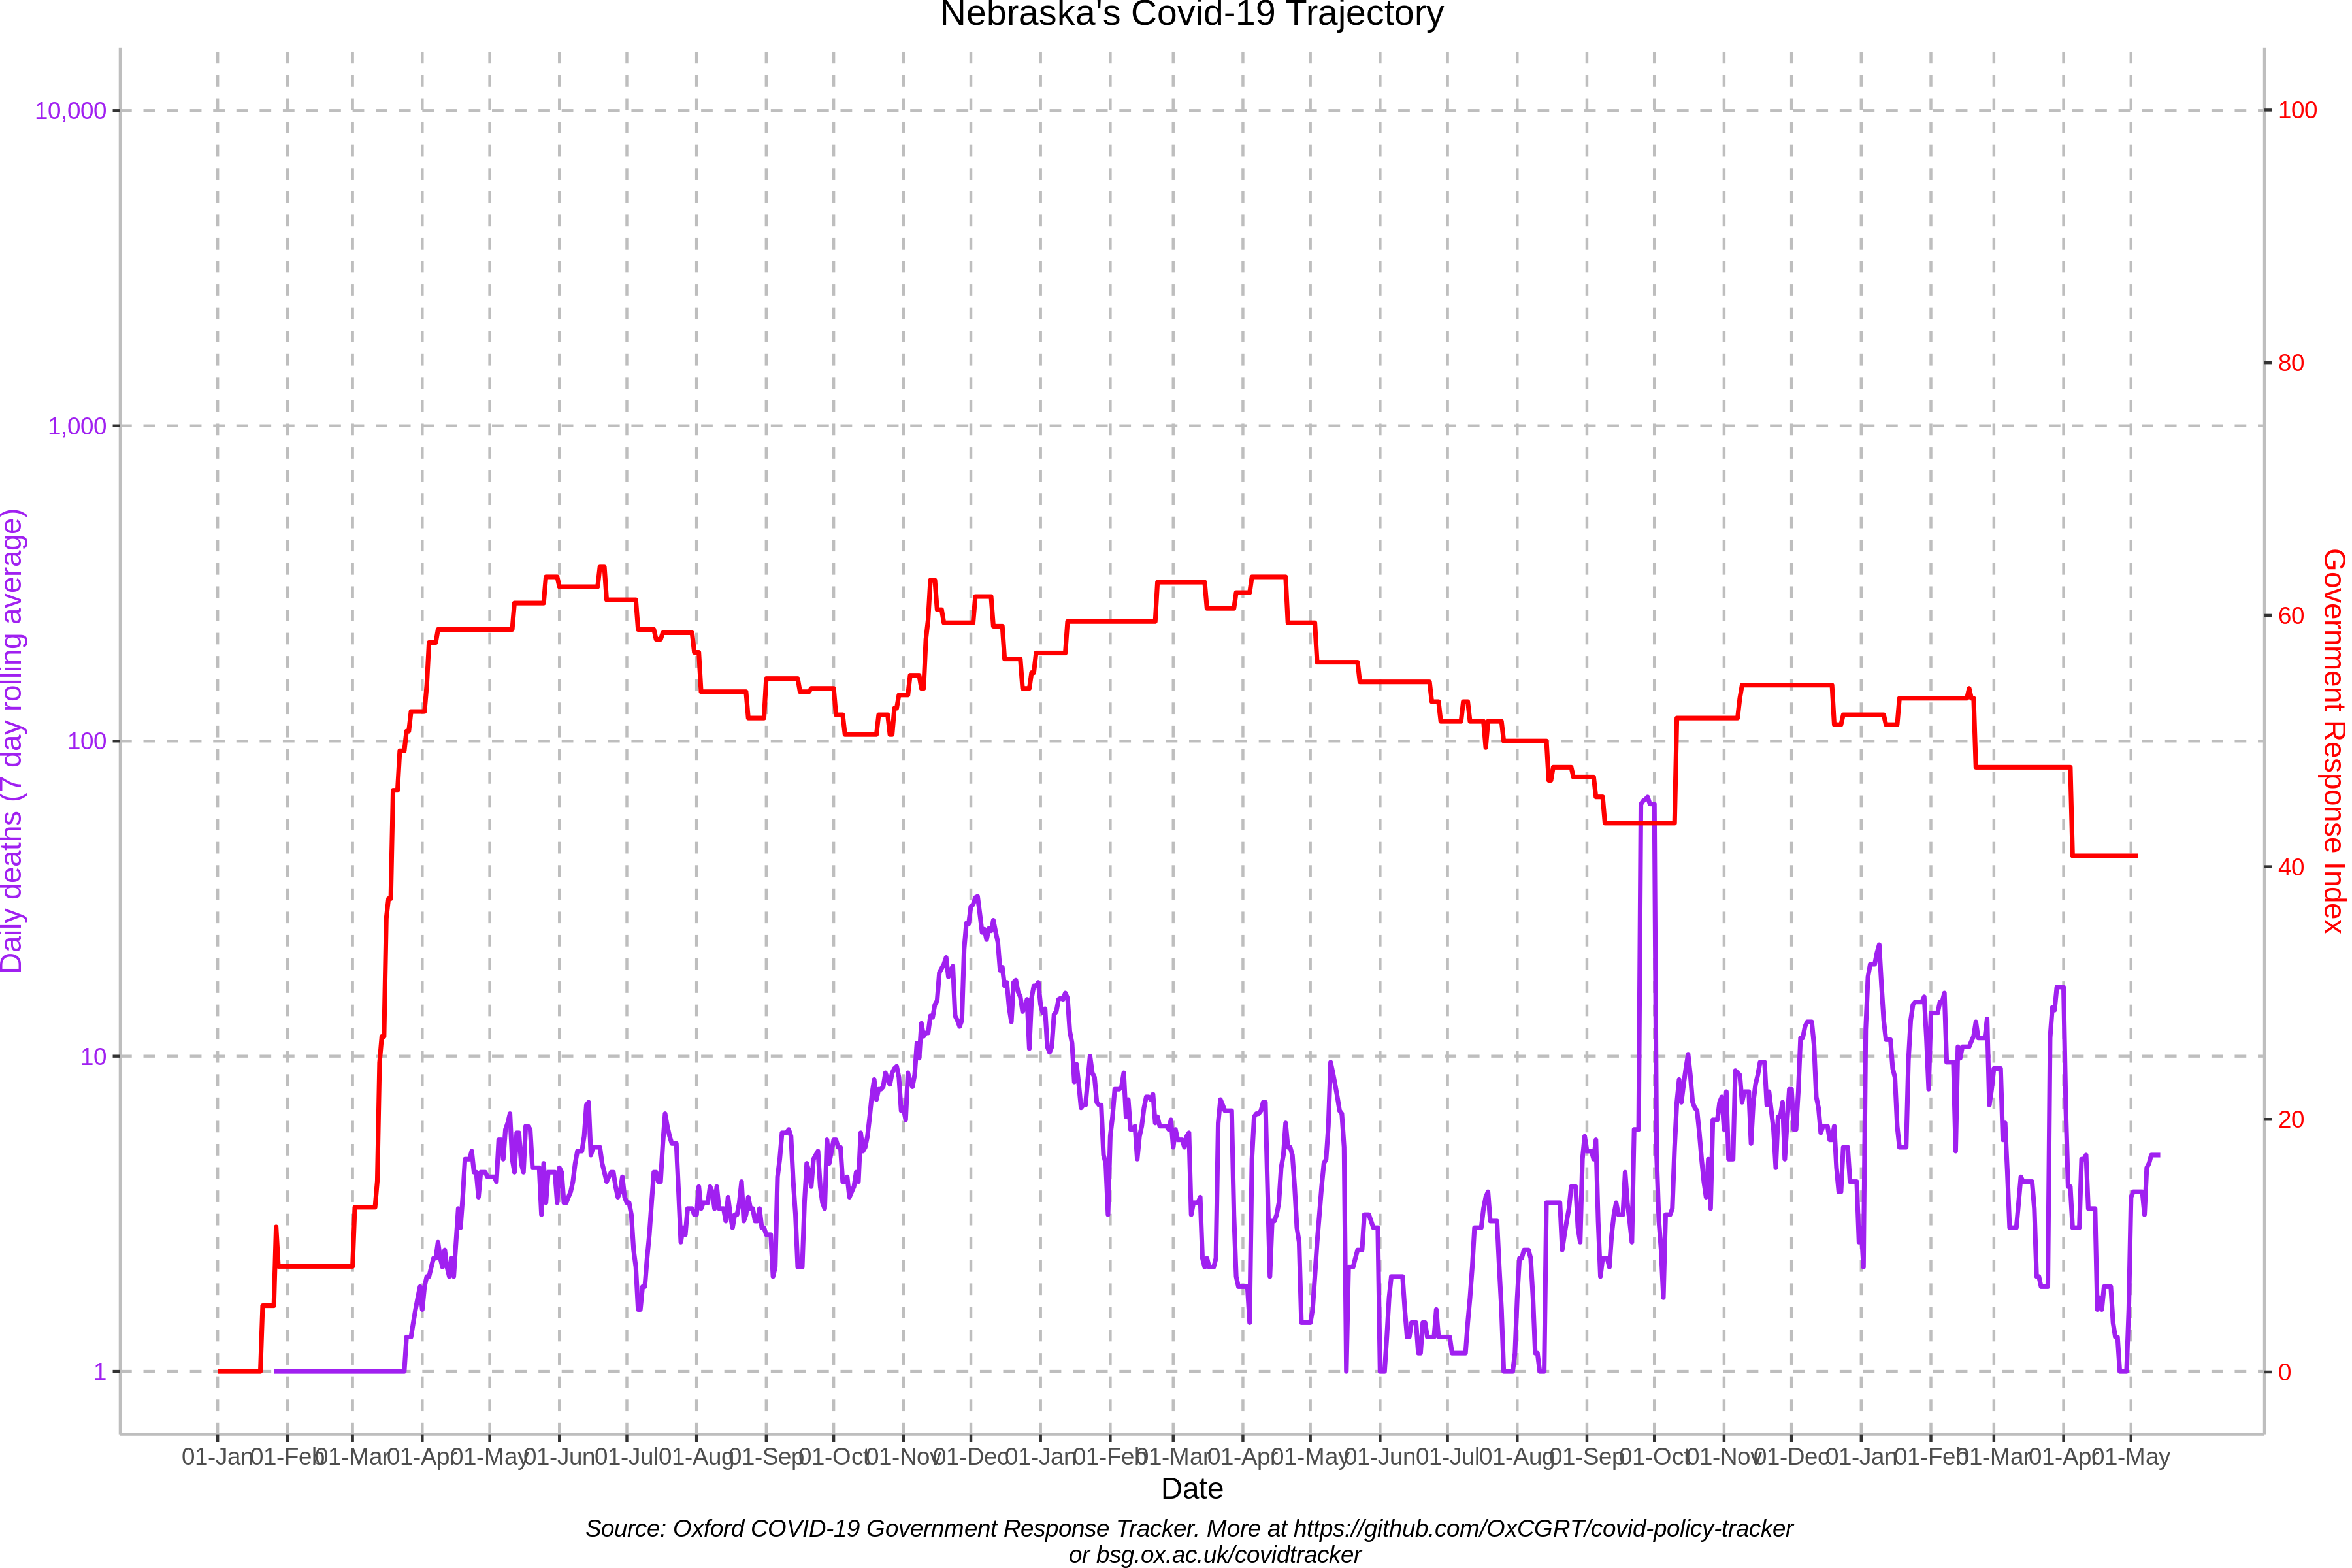 Nebraska's Covid-19 Trajectory
10,000
1,000
100
10
1
Daily deaths (7 day rolling average)
100
80
60
40
20
0
Government Response Index
01-Jan 01-Feb 01-Mar 01-Apr 01-May 01-Jun 01-Jul 01-Aug 01-Sep 01-Oct 01-Nov 01-Dec 01-Jan 01-Feb 01-Mar 01-Apr 01-May 01-Jun 01-Jul 01-Aug 01-Sep 01-Oct 01-Nov 01-Dec 01-Jan 01-Feb 01-Mar 01-Apr 01-May
Date
Source: Oxford COVID-19 Government Response Tracker. More at https://github.com/OxCGRT/covid-policy-tracker
or bsg.ox.ac.uk/covidtracker